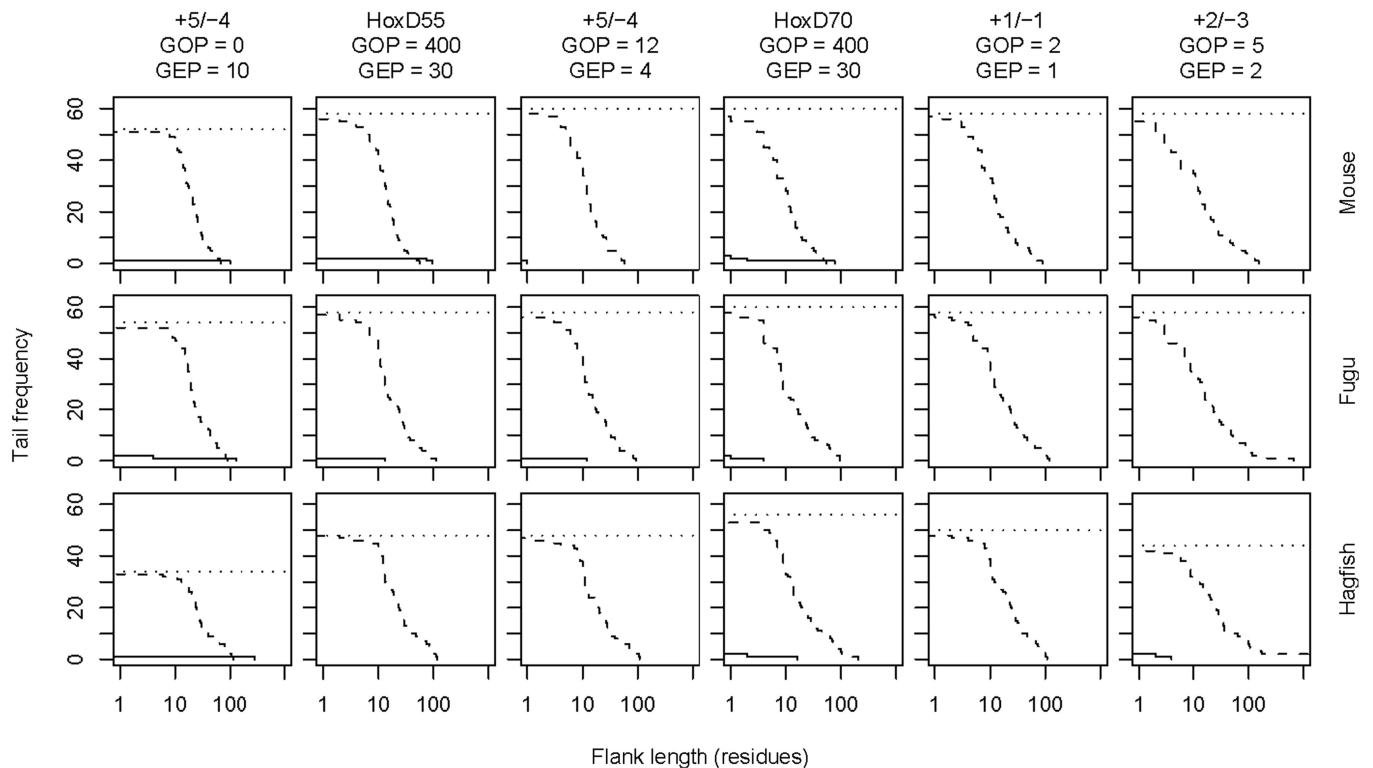 +5/−4 HoxD55 +5/−4 HoxD70 +1/−1 +2/−3
GOP = 0 GOP = 400 GOP = 12 GOP = 400 GOP = 2 GOP = 5
GEP = 10 GEP = 30 GEP = 4 GEP = 30 GEP = 1 GEP = 2
60
40
20
0
Mouse
60
40
20
0
Fugu
Tail frequency
60
40
20
0
Hagfish
1 10 100 1 10 100 1 10 100 1 10 100 1 10 100 1 10 100
Flank length (residues)